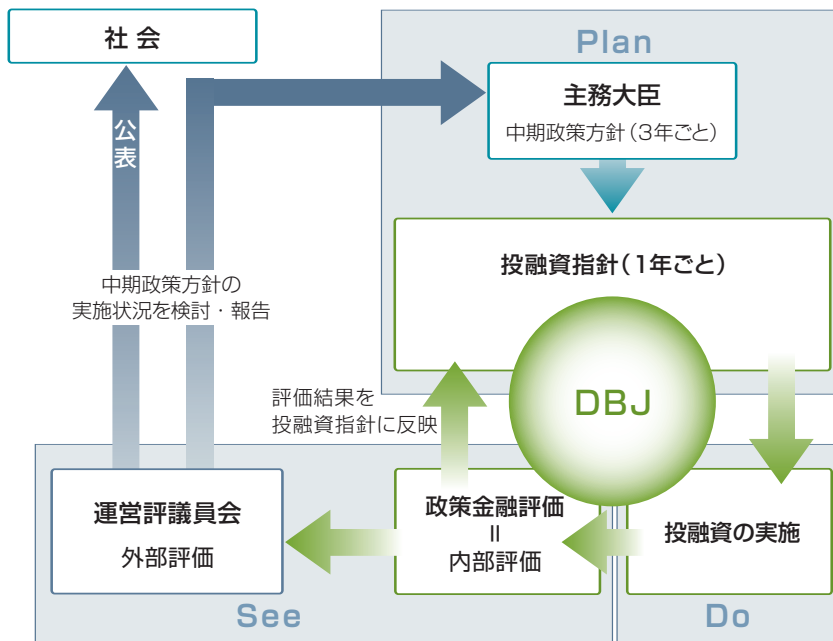 社会
Plan
主務大臣
中期政策方針（3年ごと）
公表
投融資指針（1年ごと）
中期政策方針の
実施状況を検討・報告
DBJ
評価結果を
投融資指針に反映
運営評議員会
外部評価
政策金融評価
＝
内部評価
投融資の実施
See
Do